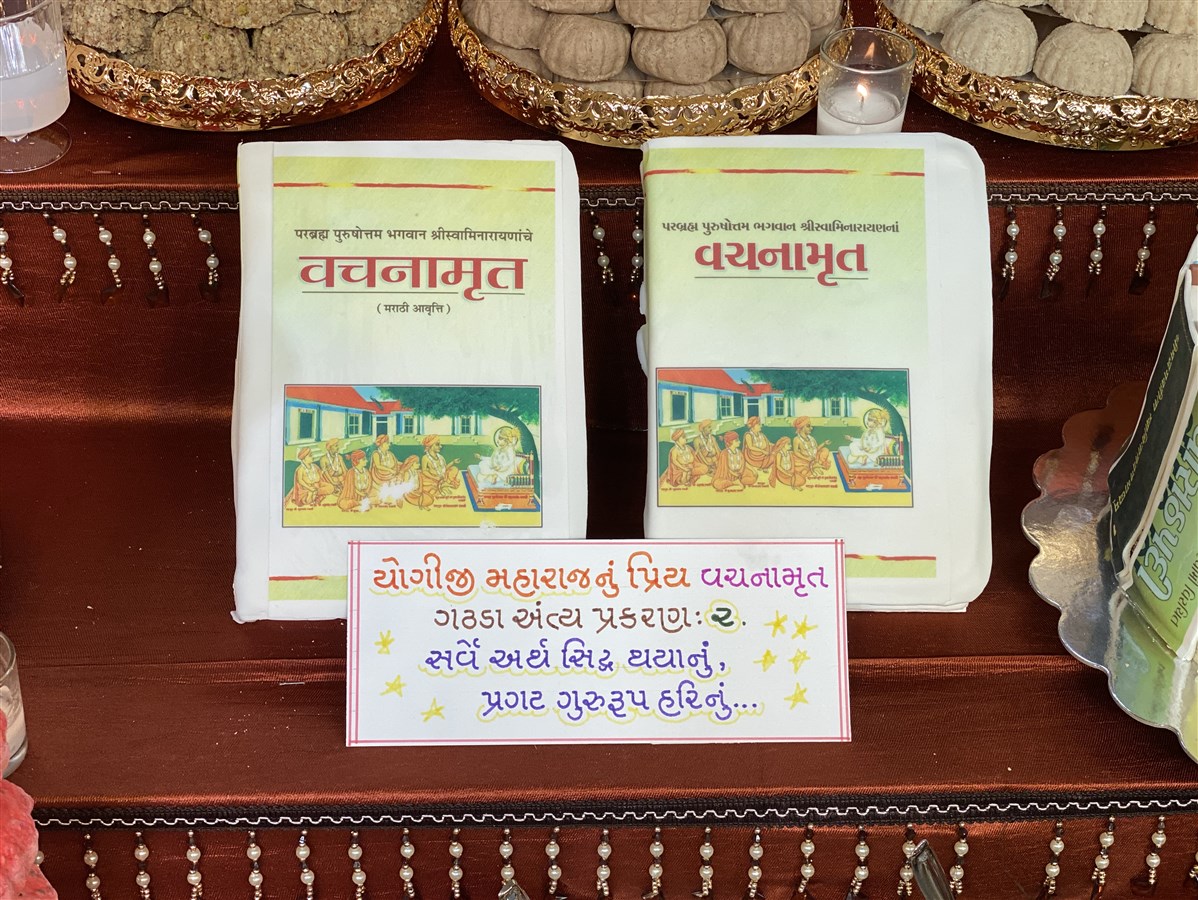 परब्रह्म पुरुषोत्तम भगवान श्रीस्वामिनारायणांचे
वचनामृत
( मराठी आवृत्ति )
પરબ્રહ્મ પુરુષોત્તમ ભગવાન શ્રીસ્વામિનારાયણનાં
વચનામૃત
યોગીજી મહારાજનું પ્રિય વચનામૃત
ગઢડા અંત્ય પ્રકરણ: ૨.
સર્વે અર્થ સિદ્ધ થયાનું,
પ્રગટ ગુરુરૂપ હરિનું...